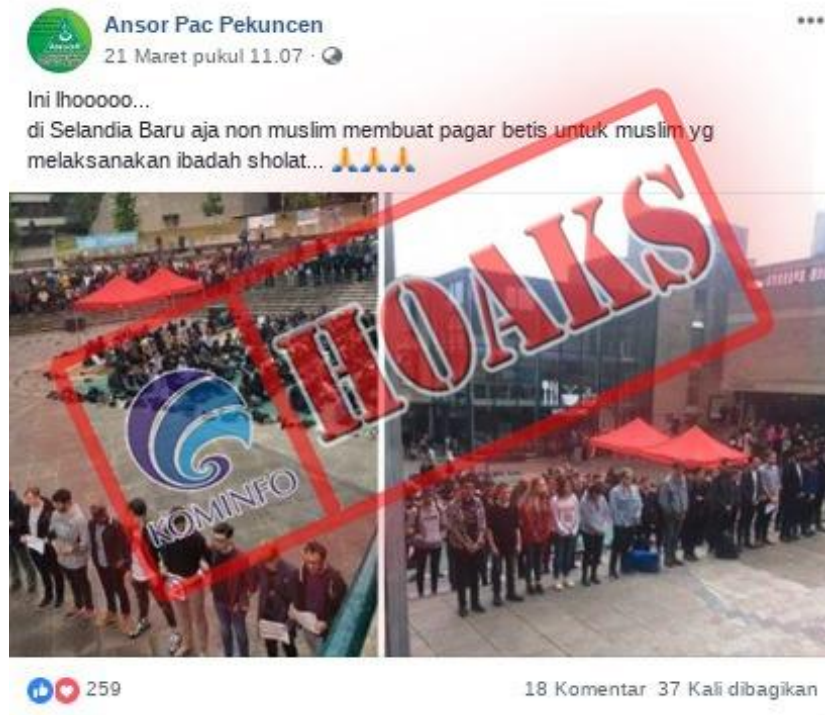 Ansor Pac Pekuncen
21 Maret pukul 11.07 ·
Ini lhooooo...
di Selandia Baru aja non muslim membuat pagar betis untuk muslim yg
melaksanakan ibadah sholat... 🙏🙏🙏
HOAKS
KOMINFO
259
18 Komentar 37 Kali dibagikan